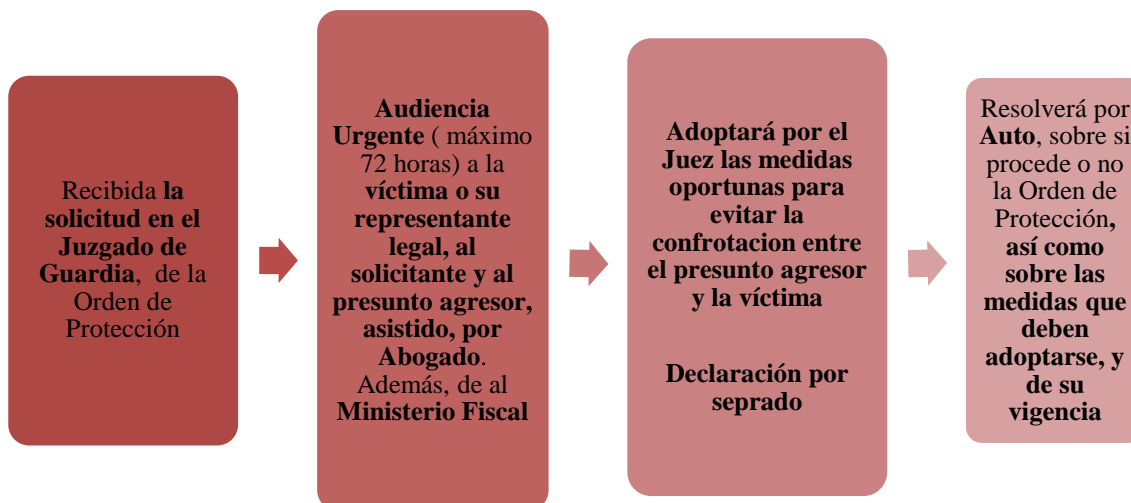 Recibida la
solicitud en el
Juzgado de
Guardia, de la
Orden de
Protección
Audiencia
Urgente ( máximo
72 horas) a la
víctima o su
representante
legal, al
solicitante y al
presunto agresor,
asistido, por
Abogado.
Además, de al
Ministerio Fiscal
Adoptará por el
Juez las medidas
oportunas para
evitar la
confrotacion entre
el presunto agresor
y la víctima
Declaración por
seprado
Resolverá por
Auto, sobre si
procede o no
la Orden de
Protección,
así como
sobre las
medidas que
deben
adoptarse, y
de su
vigencia